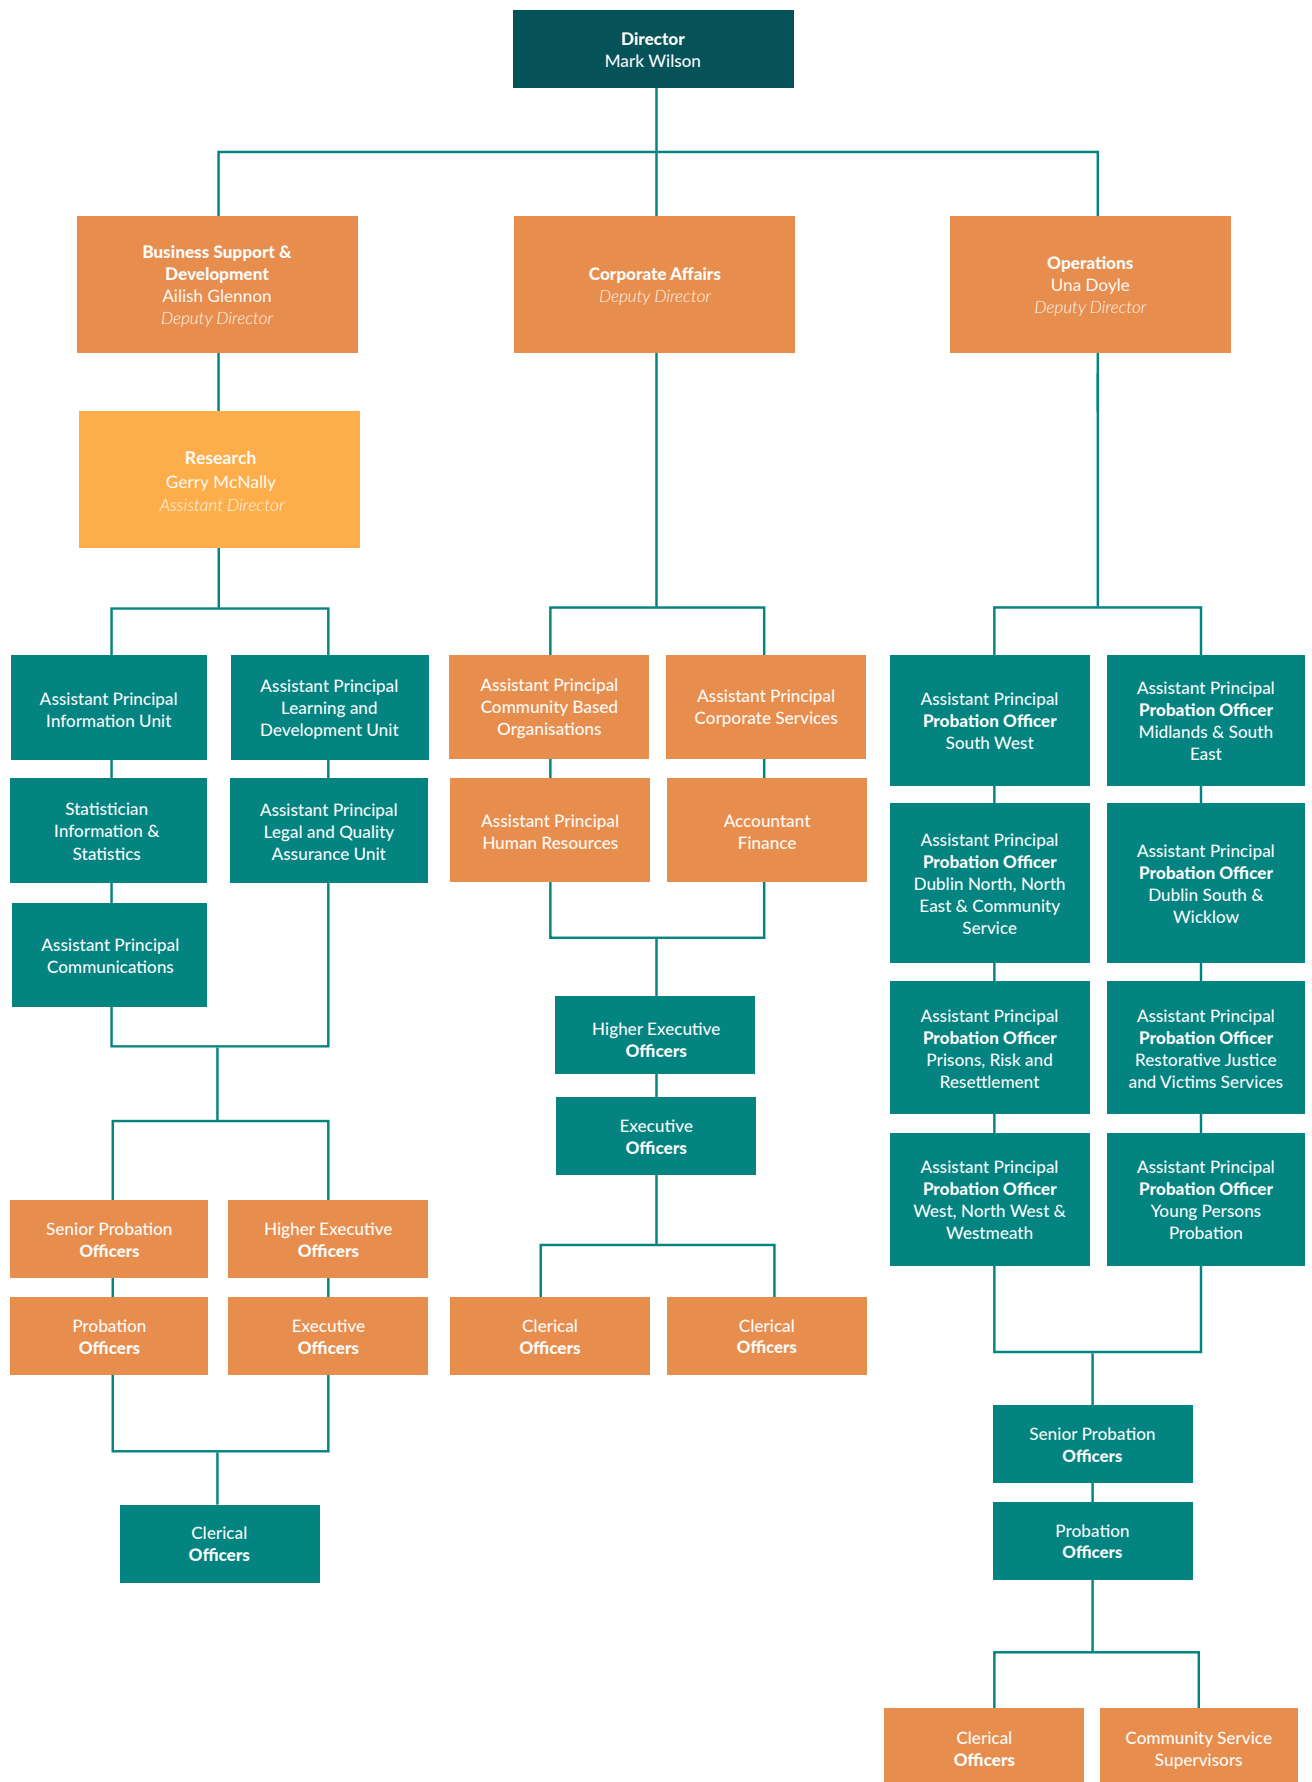 Director
Mark Wilson
Business Support &
Development
Ailish Glennon
Deputy Director
Corporate Affairs
Deputy Director
Operations
Una Doyle
Deputy Director
Research
Gerry McNally
Assistant Director
Assistant Principal
Information Unit
Assistant Principal
Learning and
Development Unit
Statistician
Information &
Statistics
Assistant Principal
Legal and Quality
Assurance Unit
Assistant Principal
Communications
Senior Probation
Officers
Higher Executive
Officers
Probation
Officers
Executive
Officers
Clerical
Officers
Assistant Principal
Community Based
Organisations
Assistant Principal
Corporate Services
Assistant Principal
Human Resources
Accountant
Finance
Higher Executive
Officers
Executive
Officers
Clerical
Officers
Clerical
Officers
Assistant Principal
Probation Officer
South West
Assistant Principal
Probation Officer
Midlands & South
East
Assistant Principal
Probation Officer
Dublin North, North
East & Community
Service
Assistant Principal
Probation Officer
Dublin South &
Wicklow
Assistant Principal
Probation Officer
Prisons, Risk and
Resettlement
Assistant Principal
Probation Officer
Restorative Justice
and Victims Services
Assistant Principal
Probation Officer
West, North West &
Westmeath
Assistant Principal
Probation Officer
Young Persons
Probation
Senior Probation
Officers
Probation
Officers
Clerical
Officers
Community Service
Supervisors